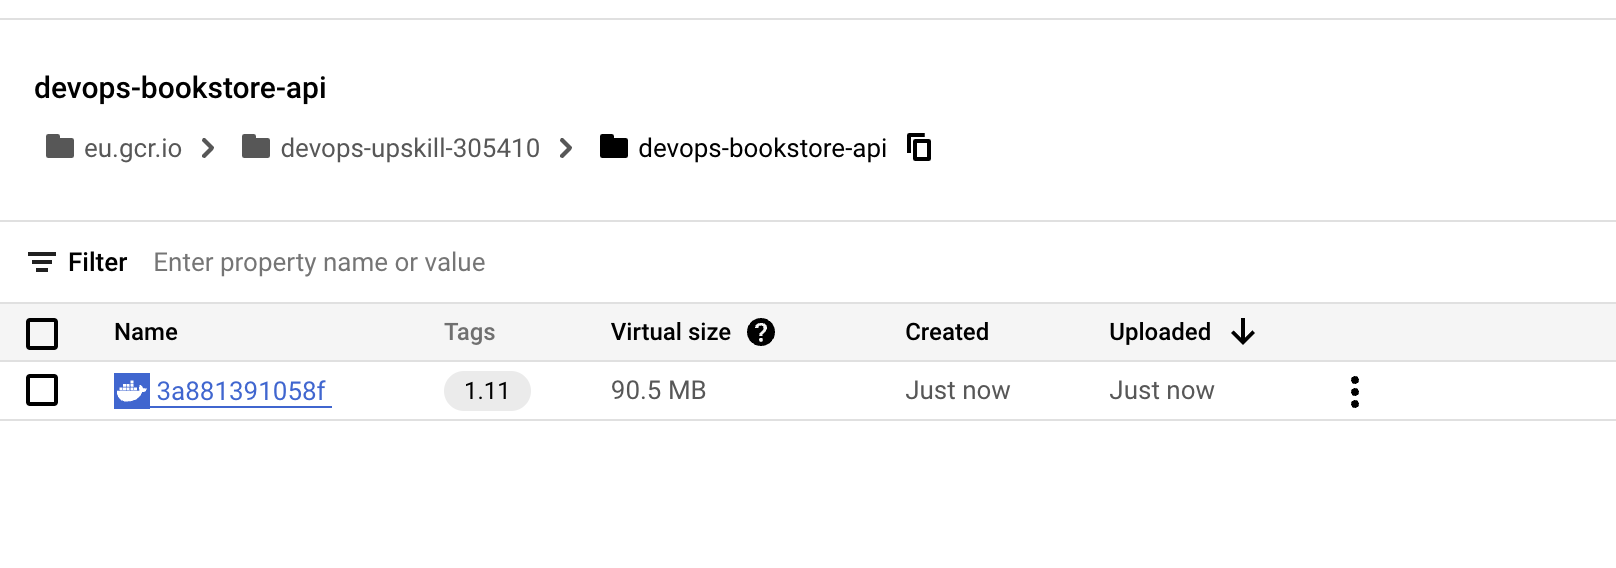 devops-bookstore-api
eu.gcr.io devops-upskill-305410 devops-bookstore-api
Filter Enter property name or value
Name Tags Virtual size ? Created Uploaded
3a881391058f 1.11 90.5 MB Just now Just now